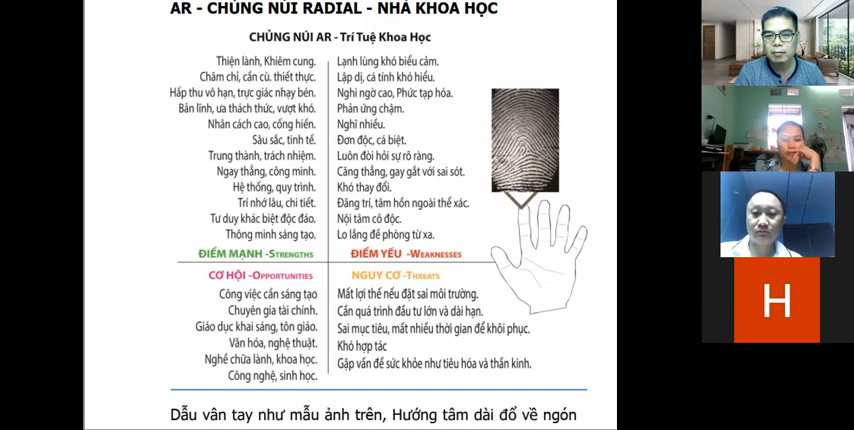 AR - CHỦNG NÚI RADIAL - NHÀ KHOA HỌC
CHỦNG NÚI AR - Trí Tuệ Khoa Học
Thiện lành, Khiêm cung.
Chăm chỉ, cần cù. thiết thực.
Hấp thu vô hạn, trực giác nhạy bén.
Bản lĩnh, ưa thách thức, vượt khó.
Nhân cách cao, cống hiến.
Sâu sắc, tinh tế.
Trung thành, trách nhiệm.
Ngay thẳng, công minh.
Hệ thống, quy trình.
Trí nhớ lâu, chi tiết.
Tư duy khác biệt độc đáo.
Thông minh sáng tạo.
ĐIỂM MẠNH -STRENGTHS
Lạnh lùng khó biểu cảm.
Lập dị, cá tính khó hiểu.
Nghi ngờ cao, Phức tạp hóa.
Phản ứng chậm.
Nghĩ nhiều.
Đơn độc, cá biệt.
Luôn đòi hỏi sự rõ ràng.
Căng thẳng, gay gắt với sai sót.
Khó thay đổi.
Đãng trí, tâm hồn ngoài thể xác.
Nội tâm cô độc.
Lo lắng đề phòng từ xa.
ĐIỂM YẾU -WEAKNESSES
CƠ HỘI -OPPORTUNITIES
Công việc cần sáng tạo
Chuyên gia tài chính.
Giáo dục khai sáng, tôn giáo.
Văn hóa, nghệ thuật.
Nghề chữa lành, khoa học.
Công nghệ, sinh học.
NGUY CƠ -THREATS
Mất lợi thế nếu đặt sai môi trường.
Cần quá trình đầu tư lớn và dài hạn.
Sai mục tiêu, mất nhiều thời gian để khôi phục.
Khó hợp tác
Gặp vấn đề sức khỏe như tiêu hóa và thần kinh.
Dẫu vân tay như mẫu ảnh trên, Hướng tâm dài đổ về ngón
H